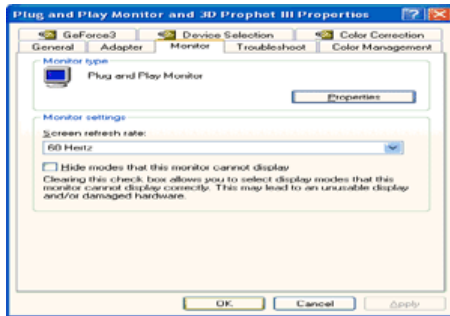 Plug and Play Monitor and 3D Prophet III Properties
GeForce3 Device Selection Color Correction
General Adapter Monitor Troubleshoot Color Management
Monitor type
Plug and Play Monitor
Properties
Monitor settings
Screen refresh rate:
60 Hertz
Hide modes that this monitor cannot display
Clearing this check box allows you to select display modes that this
monitor cannot display correctly. This may lead to an unusable display
and/or damaged hardware.
OK Cancel Apply